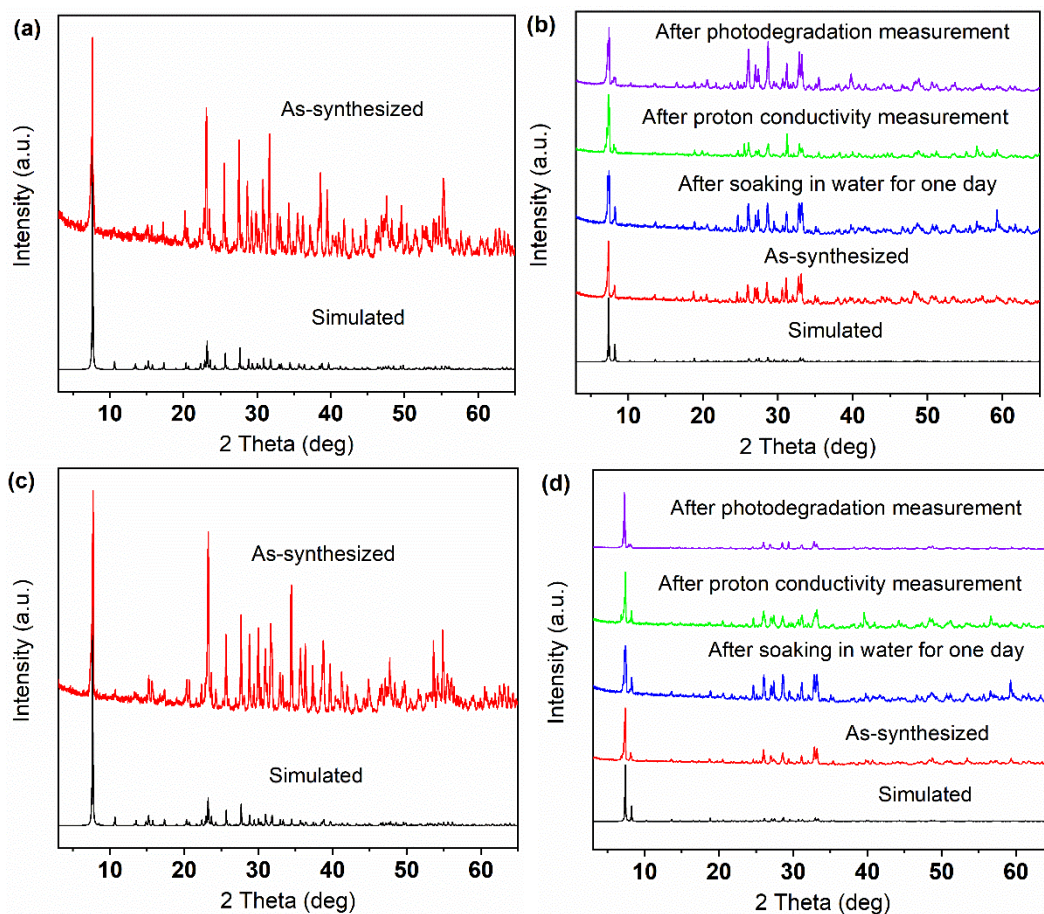 (a)
As-synthesized
Simulated
Intensity (a.u.)
10 20 30 40 50 60
2 Theta (deg)
(b)
After photodegradation measurement
After proton conductivity measurement
After soaking in water for one day
As-synthesized
Simulated
Intensity (a.u.)
10 20 30 40 50 60
2 Theta (deg)
(c)
As-synthesized
Simulated
Intensity (a.u.)
10 20 30 40 50 60
2 Theta (deg)
(d)
After photodegradation measurement
After proton conductivity measurement
After soaking in water for one day
As-synthesized
Simulated
Intensity (a.u.)
10 20 30 40 50 60
2 Theta (deg)